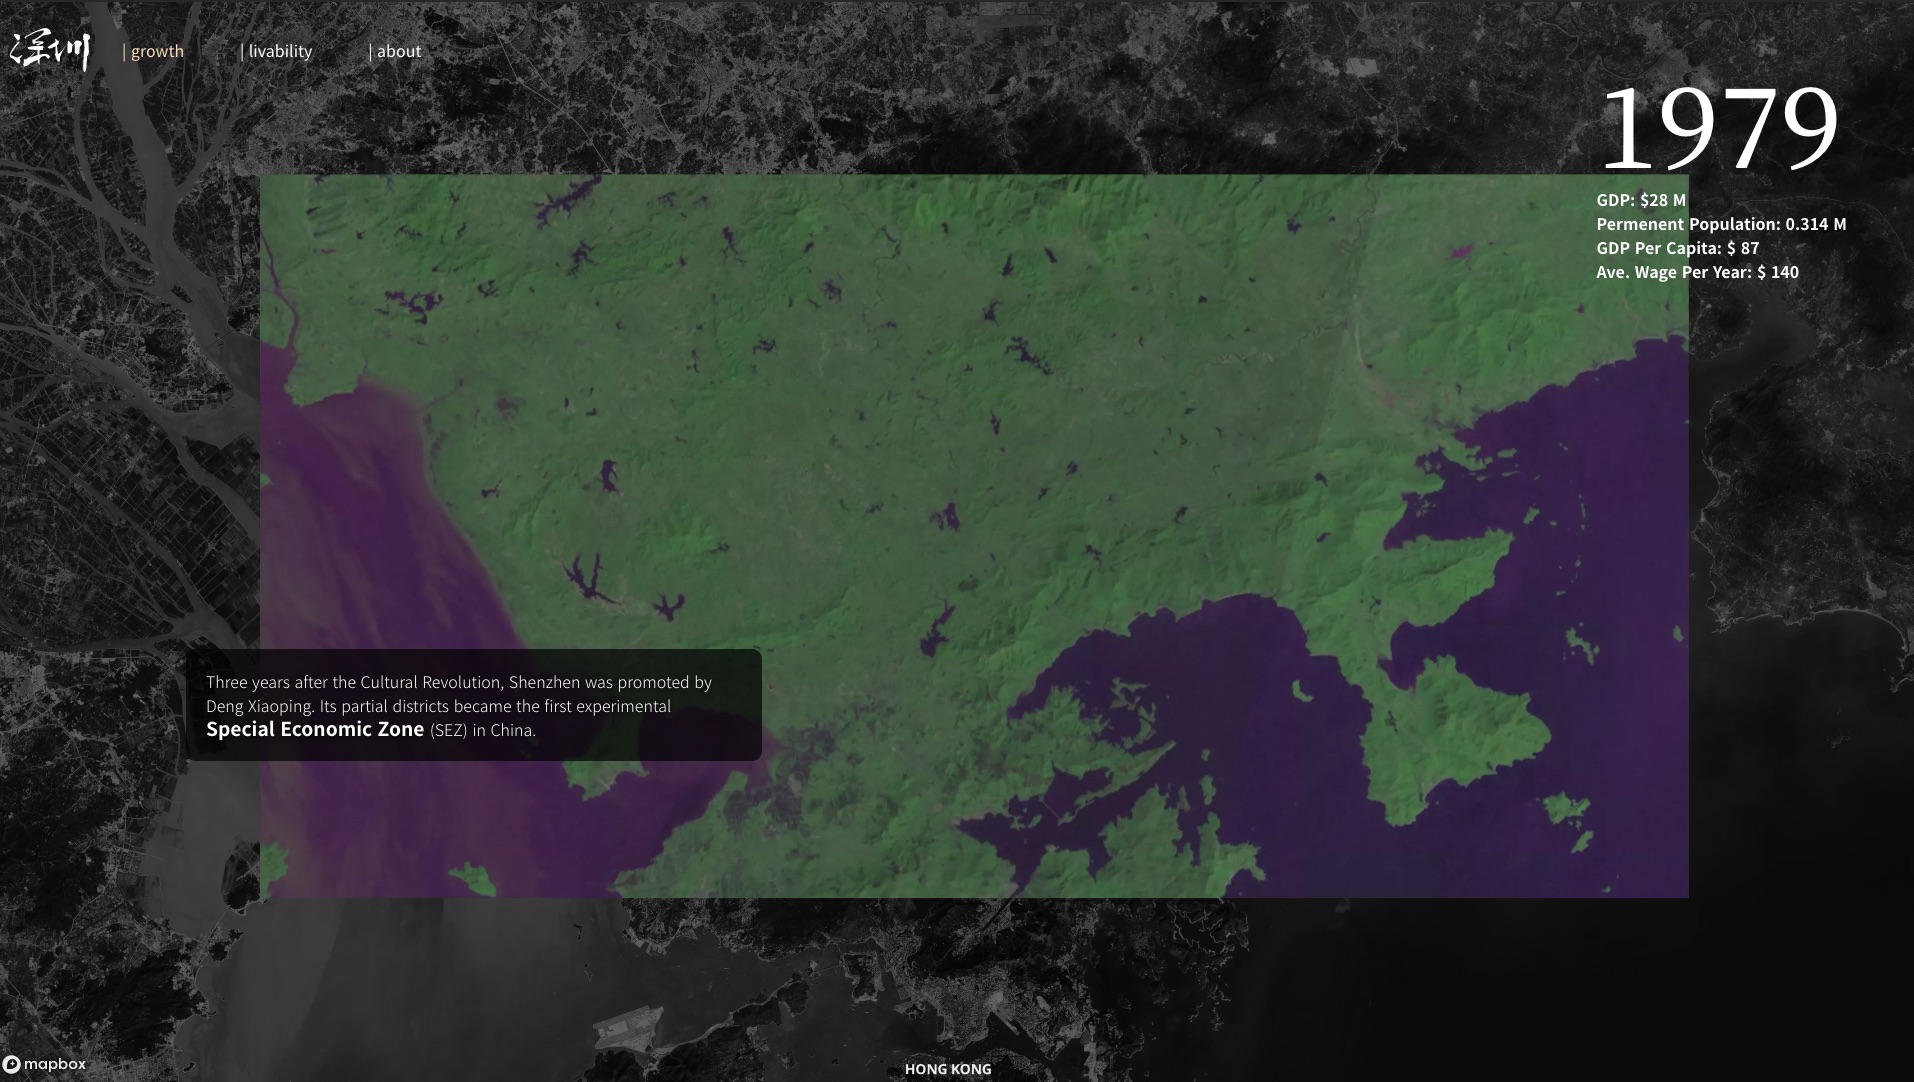 深圳
| growth
| livability
| about
1979
GDP: $28 M
Permenent Population: 0.314 M
GDP Per Capita: $ 87
Ave. Wage Per Year: $ 140
Three years after the Cultural Revolution, Shenzhen was promoted by
Deng Xiaoping. Its partial districts became the first experimental
Special Economic Zone (SEZ) in China.
mapbox
HONG KONG